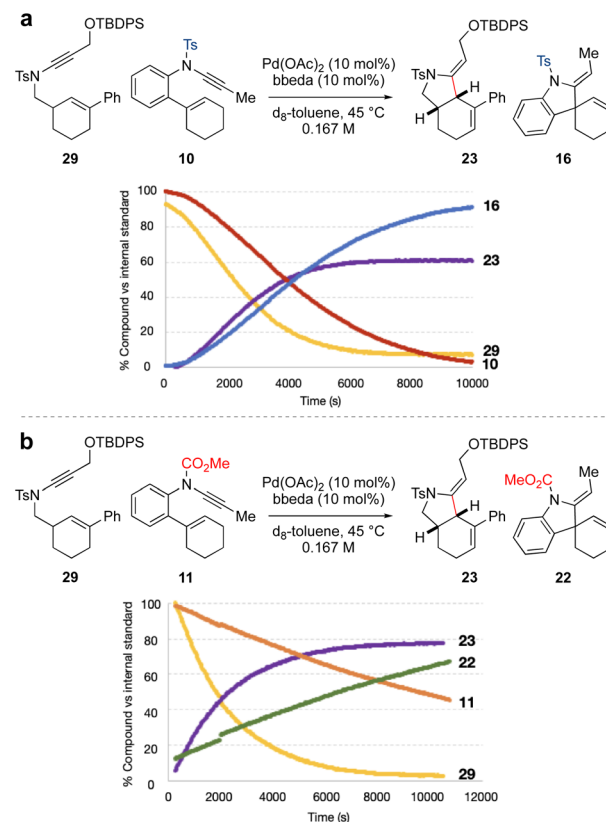 a
OTBDPS
Ts
N
Ph
29
Ts
N
Me
10
Pd(OAc)2 (10 mol%)
bbeda (10 mol%)
d8-toluene, 45 °C
0.167 M
OTBDPS
TsN
H
H
Ph
23
Ts
N
Me
16
% Compound vs internal standard
100
80
60
40
20
0
0 2000 4000 6000 8000 10000
Time (s)
16
23
29
10
b
OTBDPS
Ts
N
Ph
29
CO2Me
N
Me
11
Pd(OAc)2 (10 mol%)
bbeda (10 mol%)
d8-toluene, 45 °C
0.167 M
OTBDPS
TsN
H
H
Ph
23
MeO2C
N
Me
22
% Compound vs internal standard
100
80
60
40
20
0
0 2000 4000 6000 8000 10000 12000
Time (s)
23
22
11
29